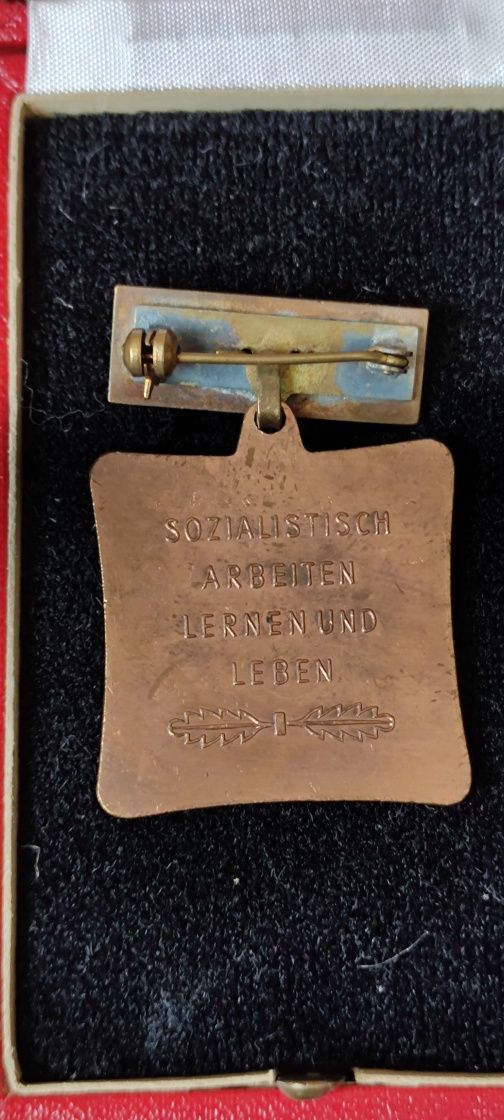 SOZIALISTISCH
ARBEITEN
LERNEN UND
LEBEN